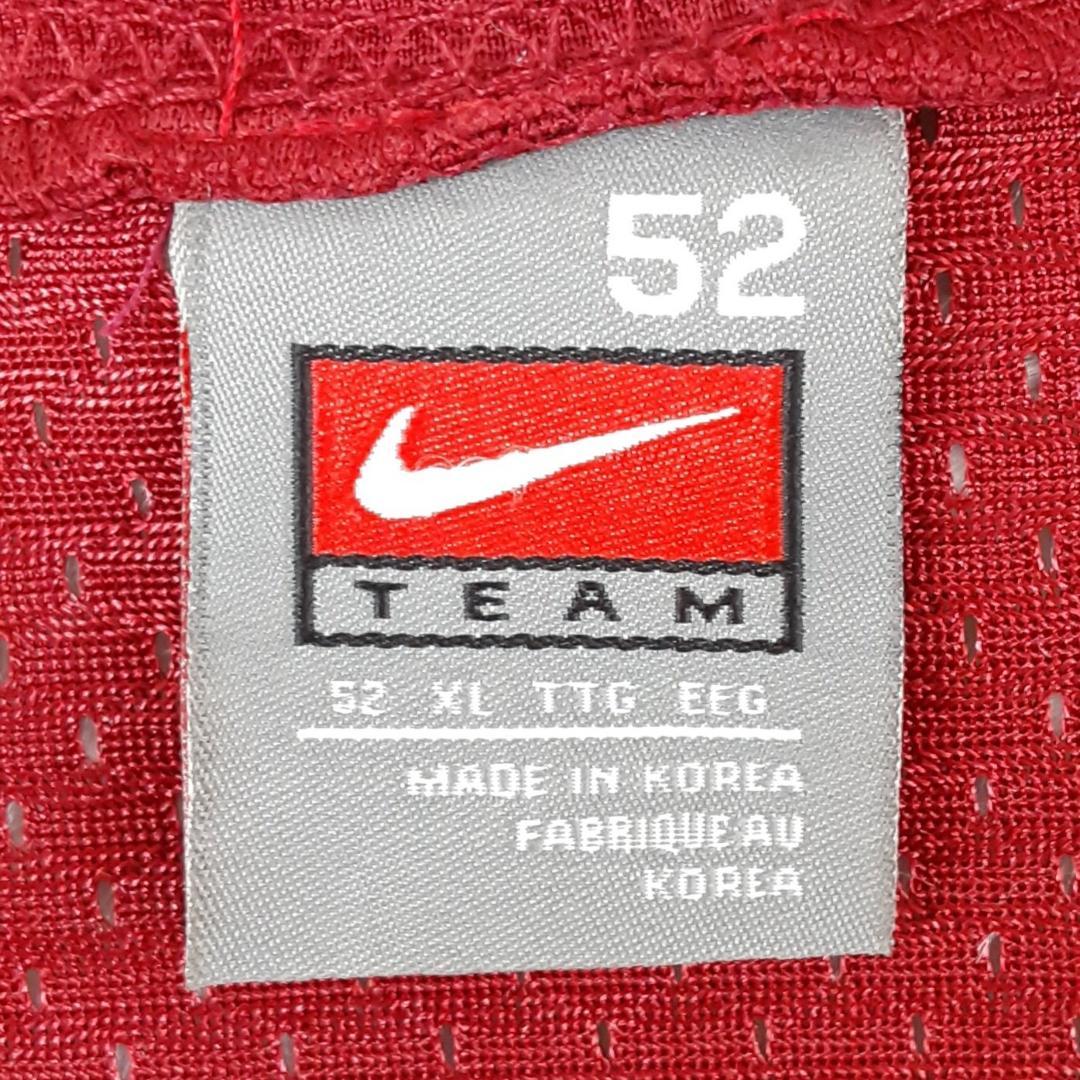 52
TEAM
52 XL TTG EEG
MADE IN KOREA
FABRIQUE AU
KOREA